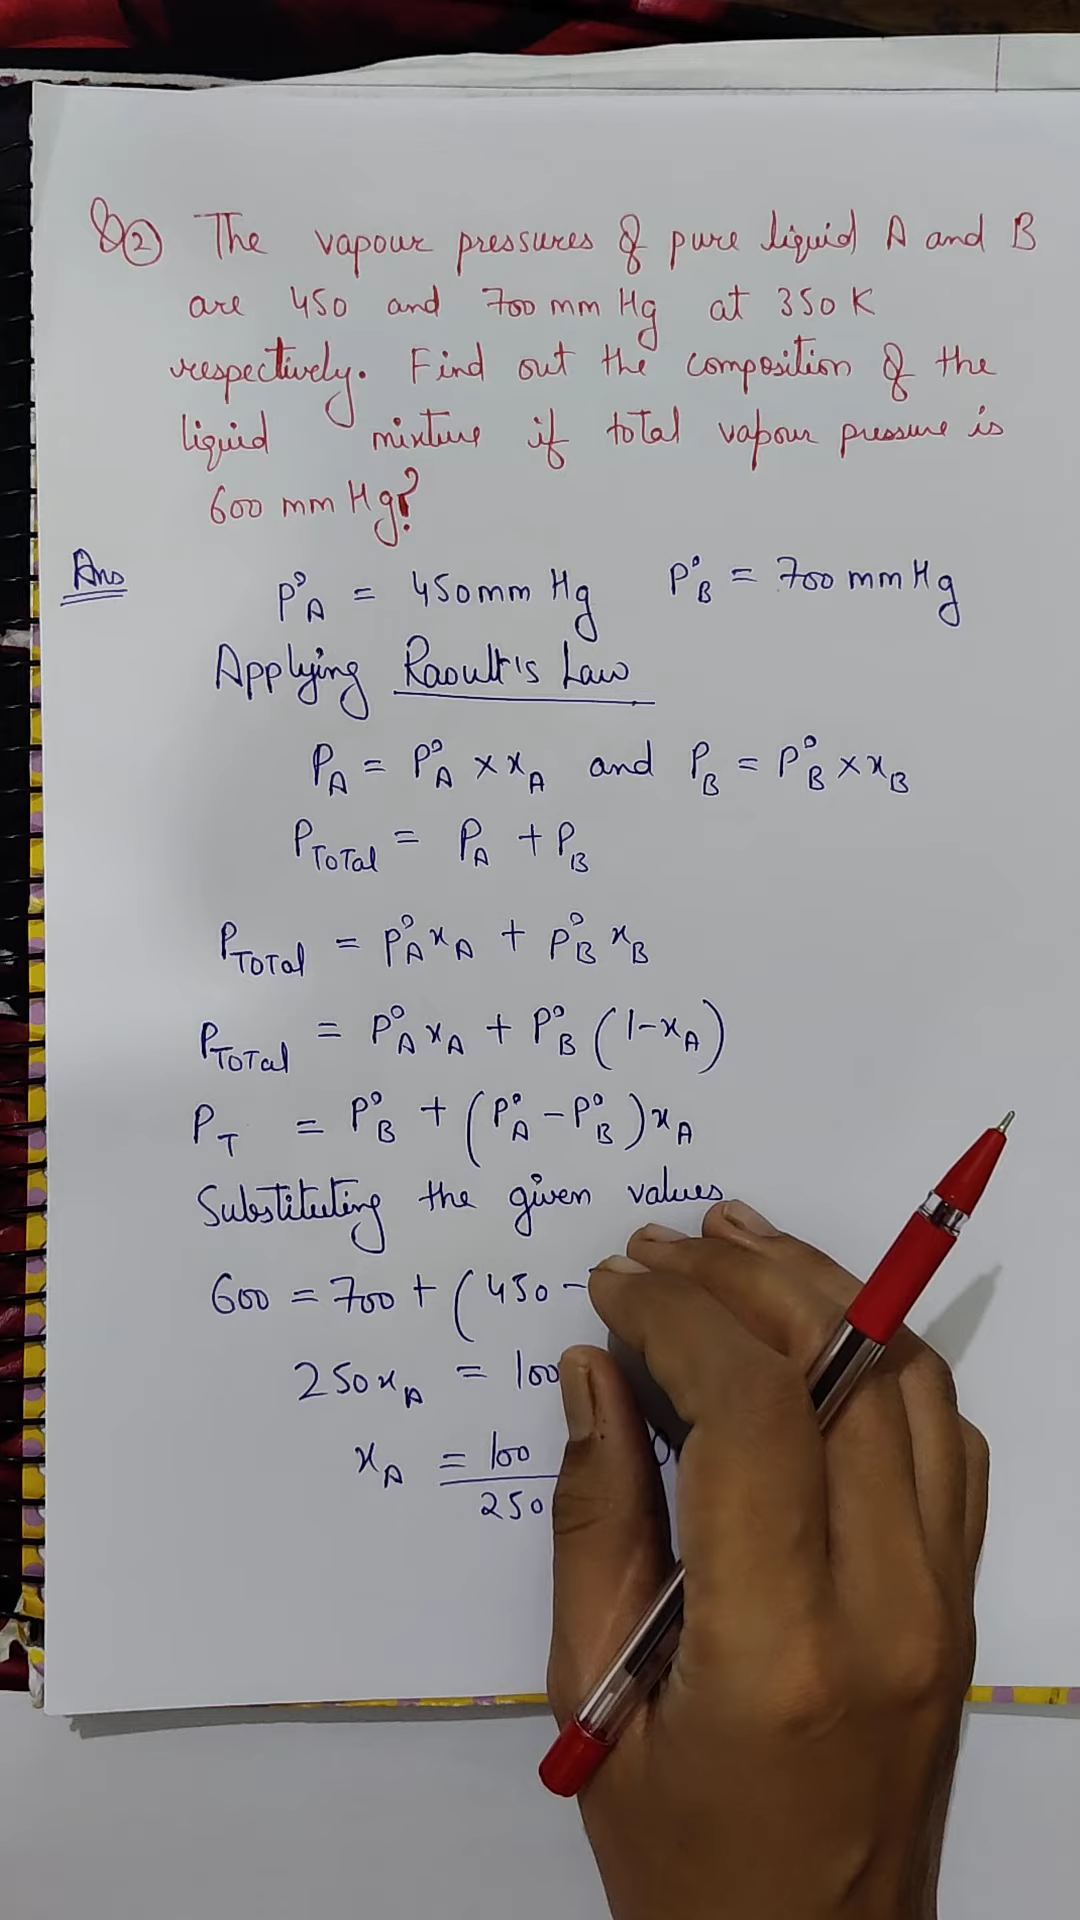 Q② The vapour pressures of pure liquid A and B
are 450 and 700 mm Hg at 350 K
respectively. Find out the composition of the
liquid mixture if total vapour pressure is
600 mm Hg?
Ans
P°A = 450mm Hg P°B = 700 mm Hg
Applying Raoult's Law
PA = P°A × xA and PB = P°B × xB
PTOTal = PA + PB
PTOTal = P°A xA + P°B xB
PTOTal = P°A xA + P°B (1-xA)
PT = P°B + (P°A - P°B) xA
Substituting the given values
600 = 700 + (450 -
250xA = 100
xA = 100/250